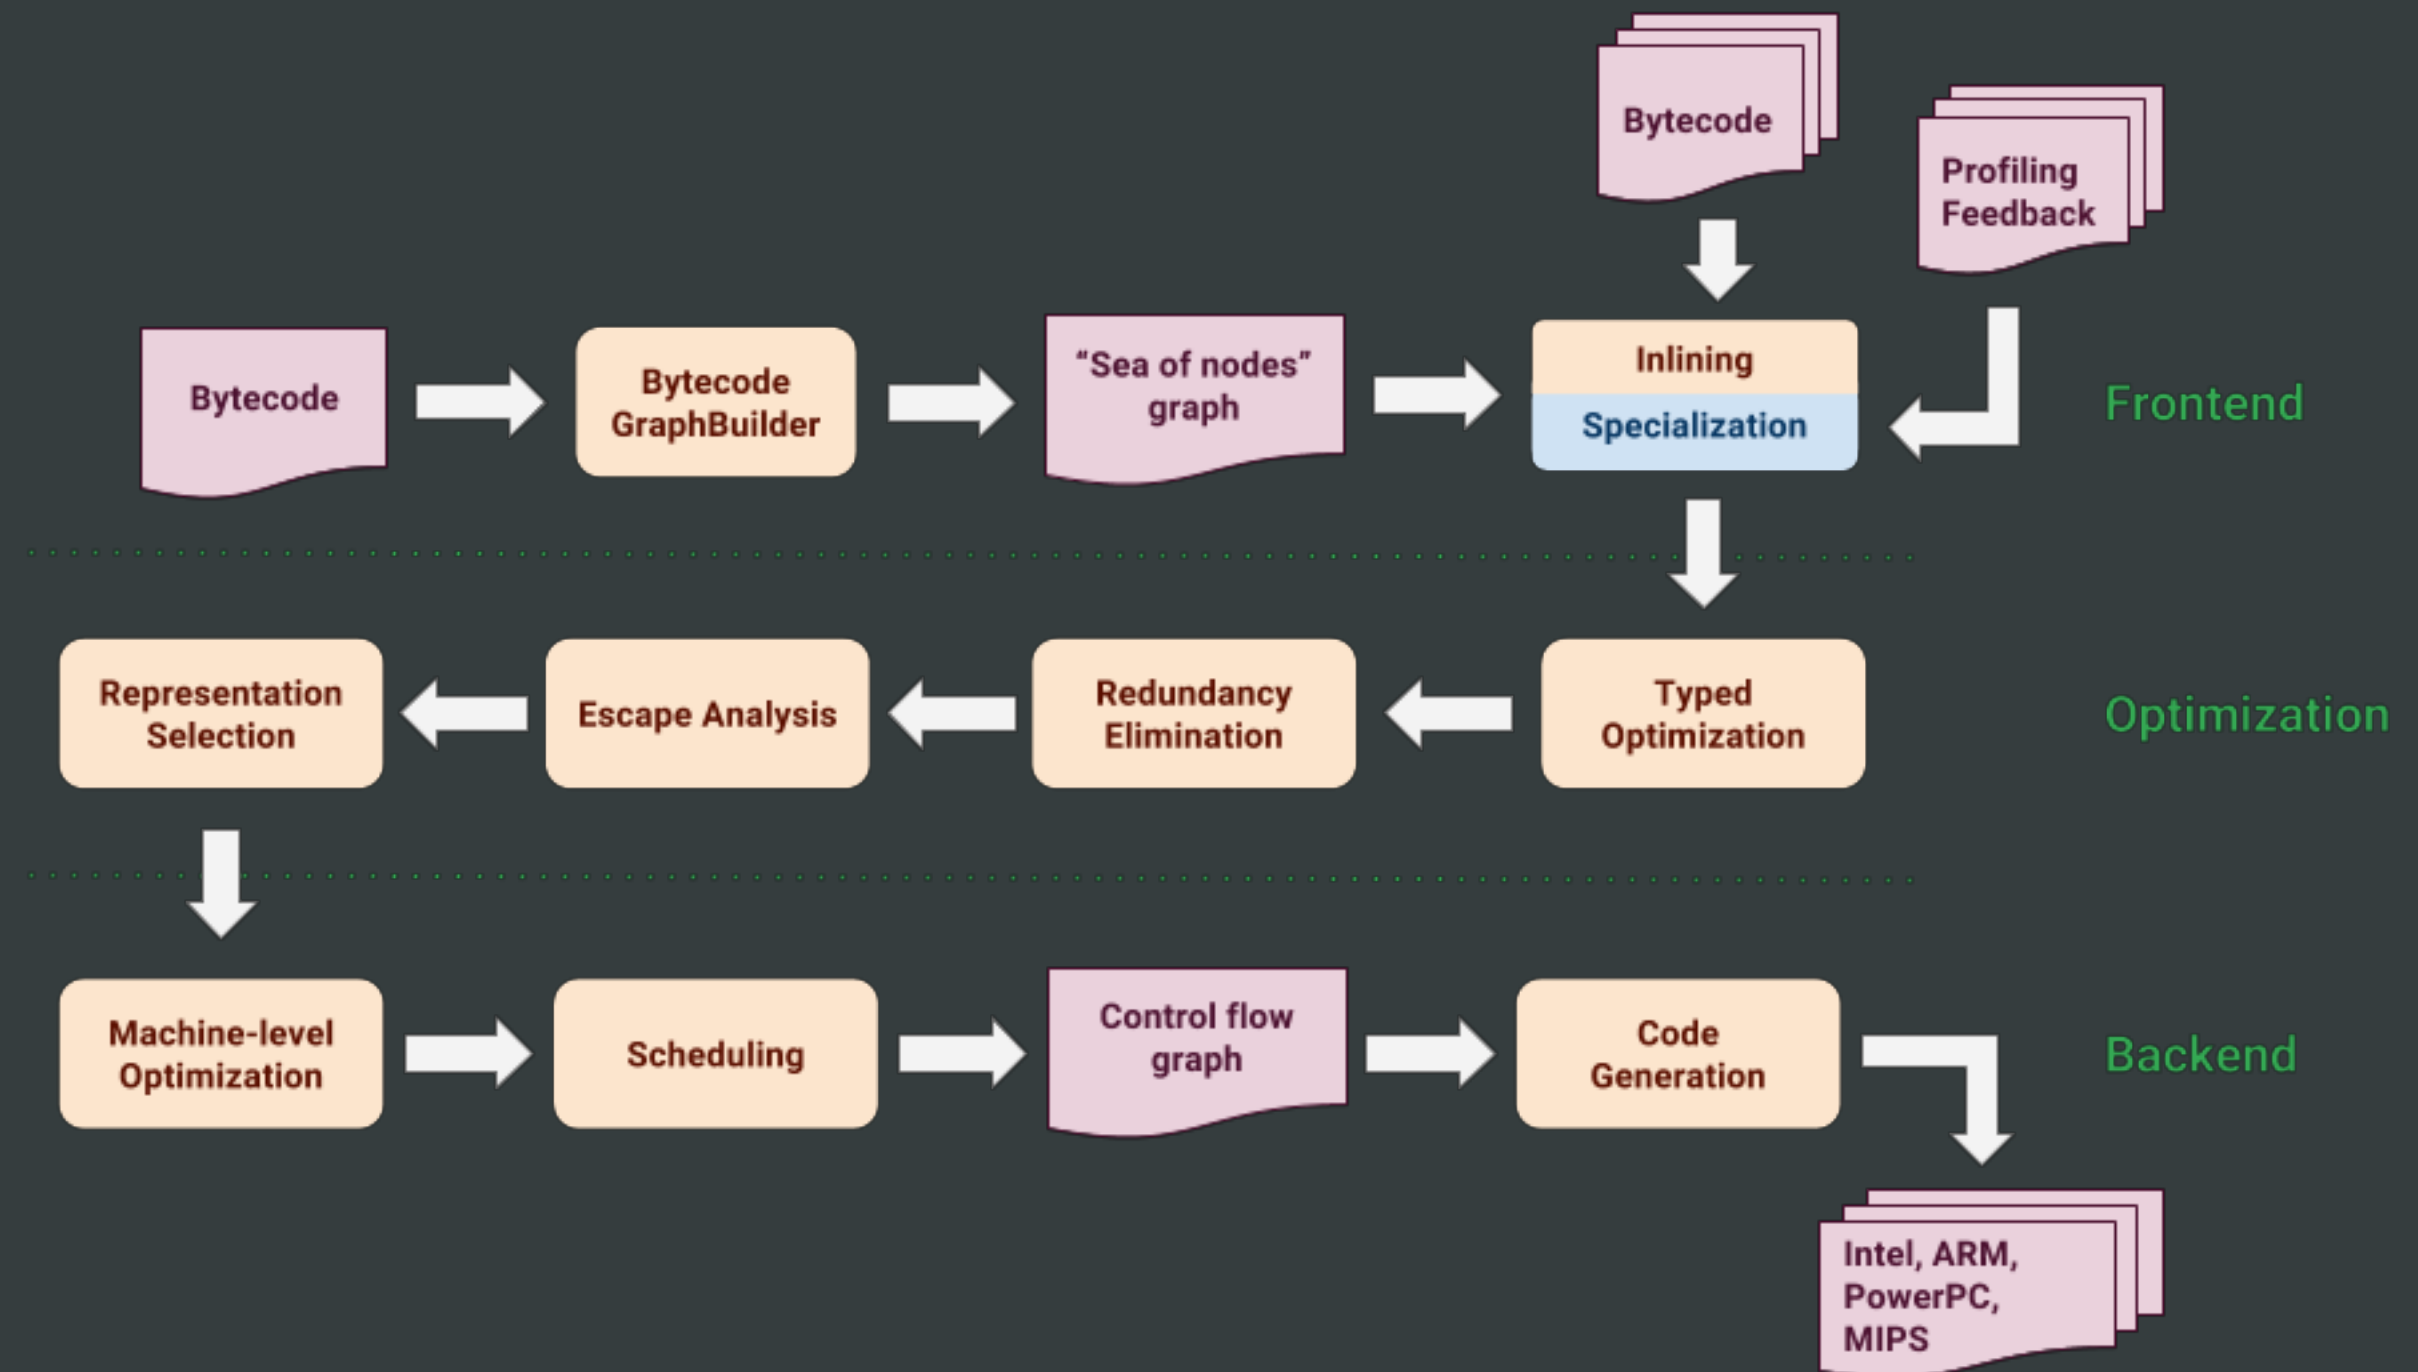 Bytecode
Profiling
Feedback
Bytecode
Bytecode
GraphBuilder
“Sea of nodes”
graph
Inlining
Specialization
Frontend
Representation
Selection
Escape Analysis
Redundancy
Elimination
Typed
Optimization
Optimization
Machine-level
Optimization
Scheduling
Control flow
graph
Code
Generation
Backend
Intel, ARM,
PowerPC,
MIPS